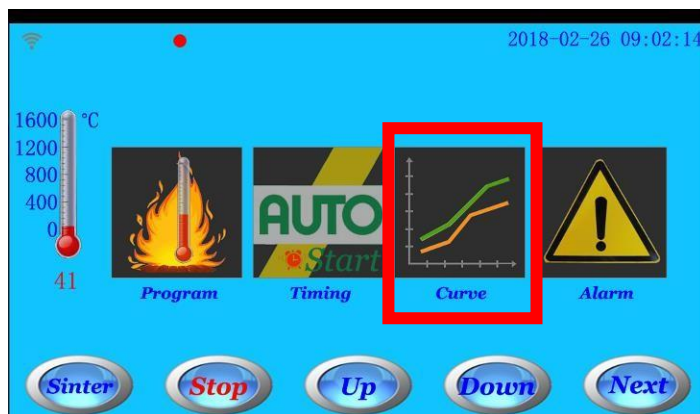 2018-02-26 09:02:14
1600 ℃
1200
800
400
0
41
AUTO
Start
Program
Timing
Curve
Alarm
Sinter
Stop
Up
Down
Next